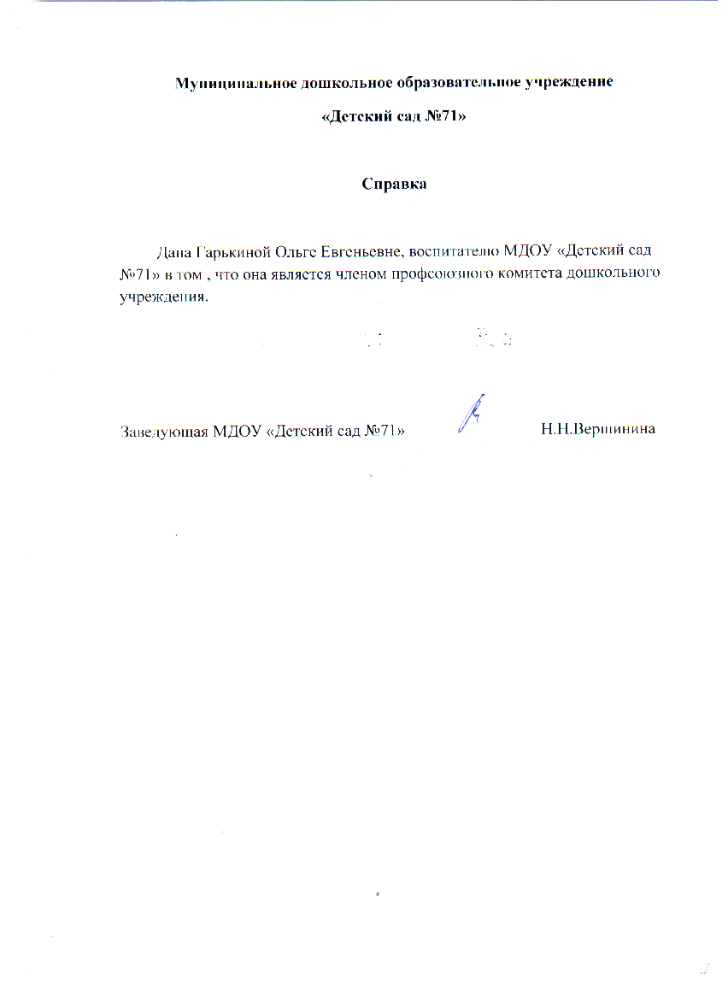 Муниципальное дошкольное образовательное учреждение
«Детский сад №71»
Справка
Дана Гарькиной Ольге Евгеньевне, воспитателю МДОУ «Детский сад
№71» в том , что она является членом профсоюзного комитета дошкольного
учреждения.
Заведующая МДОУ «Детский сад №71» Н.Н.Вершинина